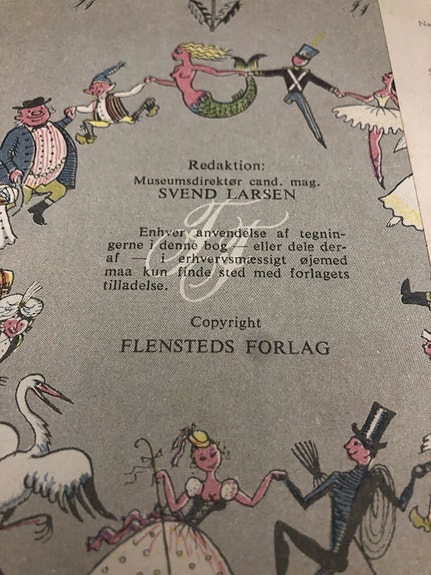 Redaktion:
Museumsdirektør cand. mag.
SVEND LARSEN
Enhver anvendelse af tegnin-
gerne i denne bog — eller dele der-
af — i erhvervsmæssigt øjemed
maa kun finde sted med forlagets
tilladelse.
Copyright
FLENSTEDS FORLAG